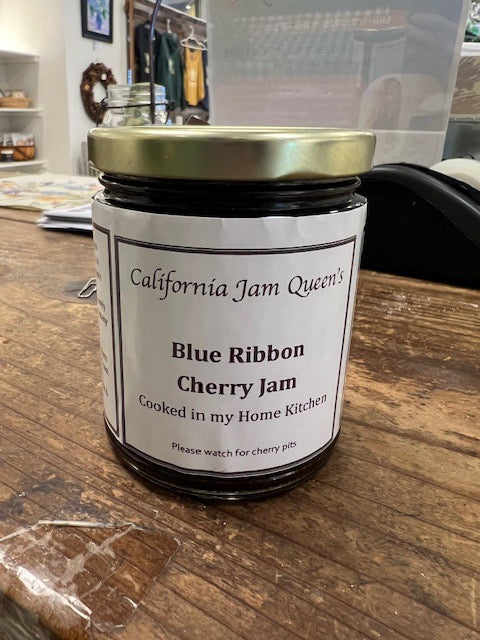 California Jam Queen's
Blue Ribbon
Cherry Jam
Cooked in my Home Kitchen
Please watch for cherry pits